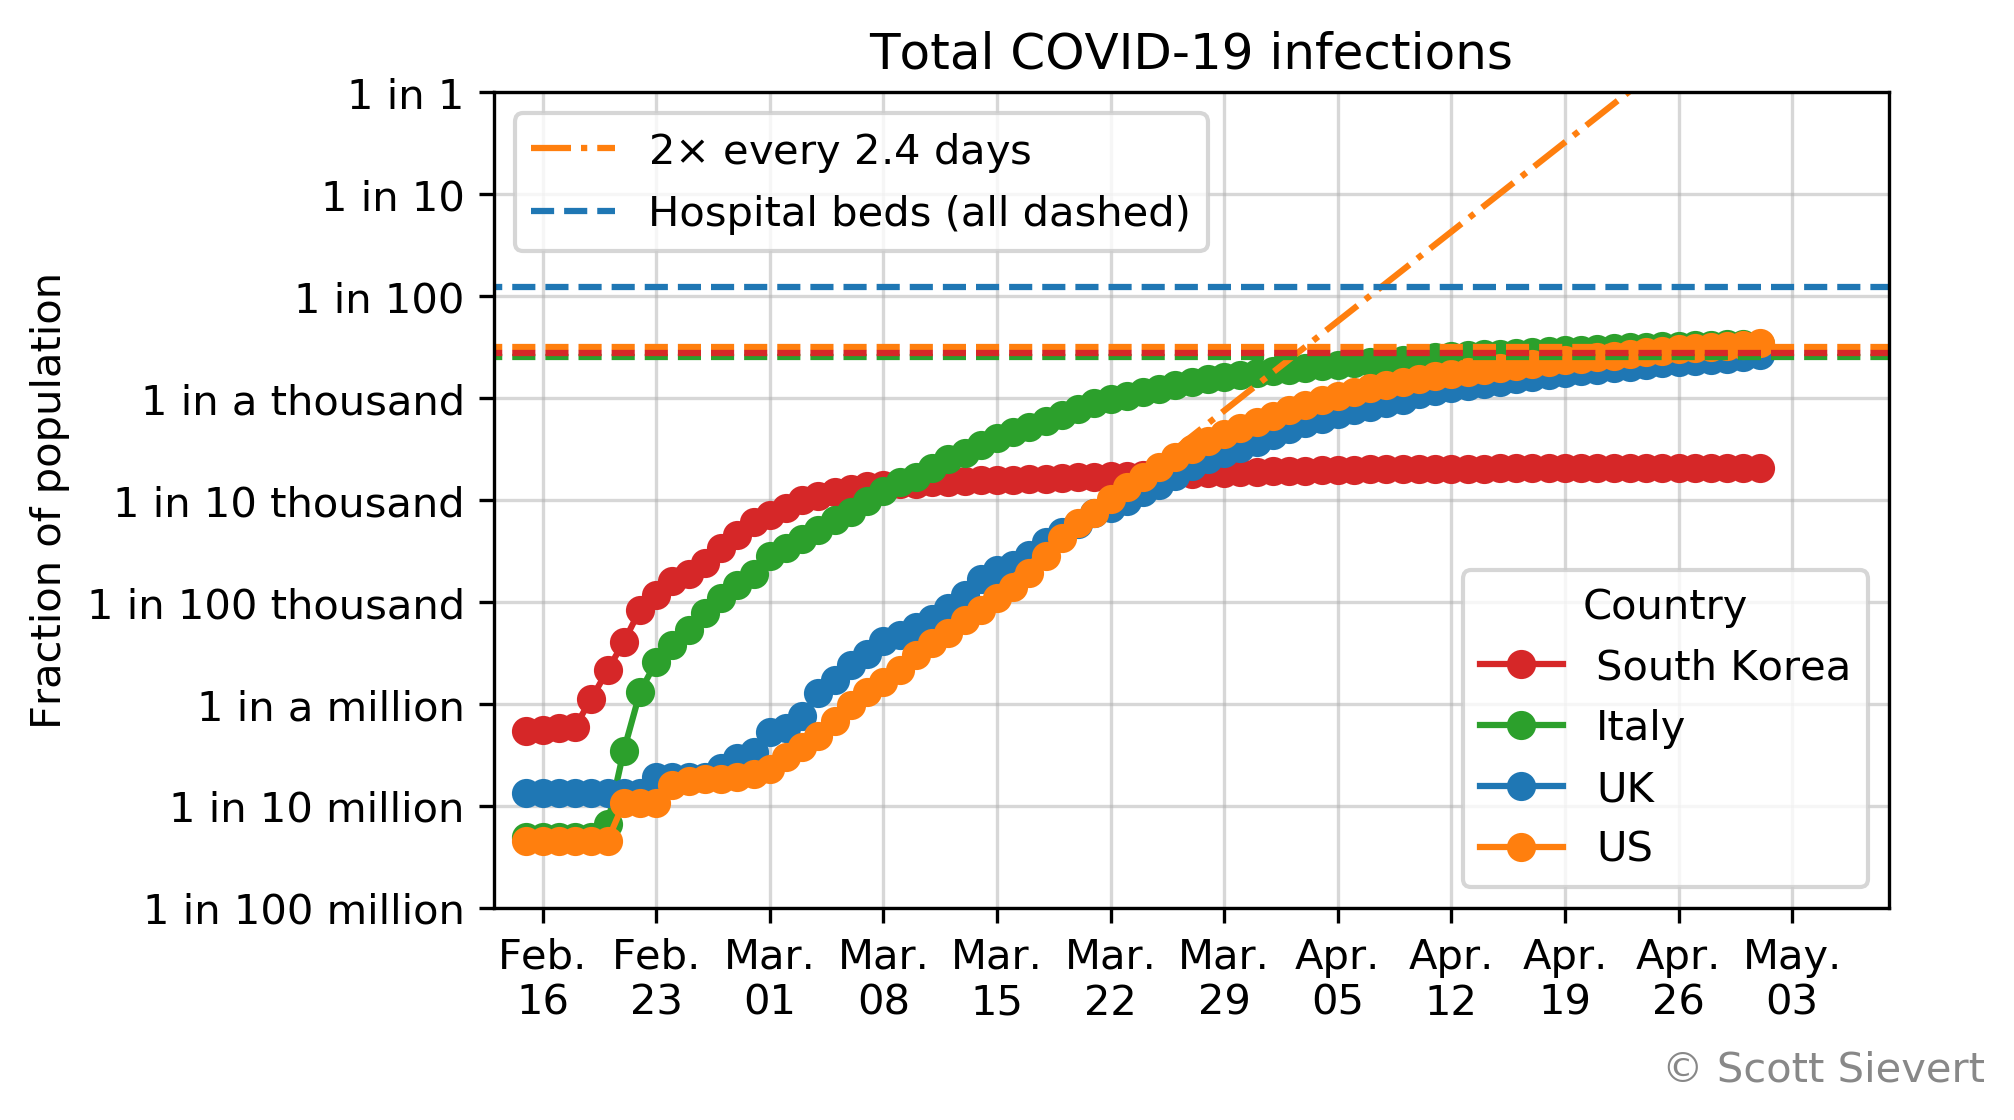 Total COVID-19 infections
1 in 1
1 in 10
1 in 100
1 in a thousand
1 in 10 thousand
1 in 100 thousand
1 in a million
1 in 10 million
1 in 100 million
Fraction of population
2× every 2.4 days
Hospital beds (all dashed)
Country
South Korea
Italy
UK
US
Feb. Feb. Mar. Mar. Mar. Mar. Mar. Apr. Apr. Apr. Apr. May.
16 23 01 08 15 22 29 05 12 19 26 03
© Scott Sievert